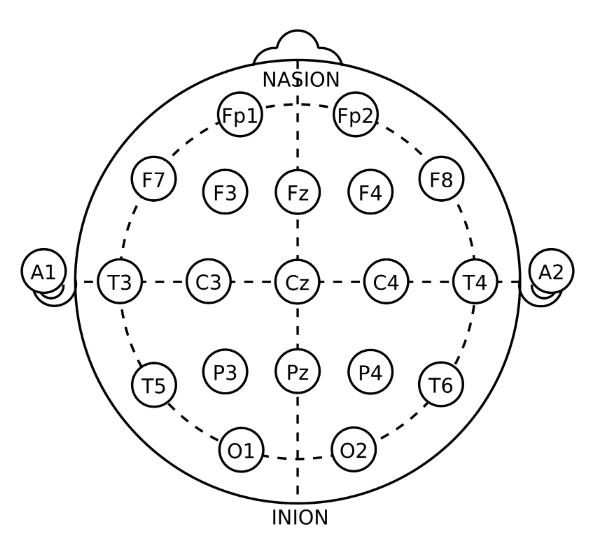 NASION
Fp1 Fp2
F7 F3 Fz F4 F8
A1 T3 C3 Cz C4 T4 A2
T5 P3 Pz P4 T6
O1 O2
INION